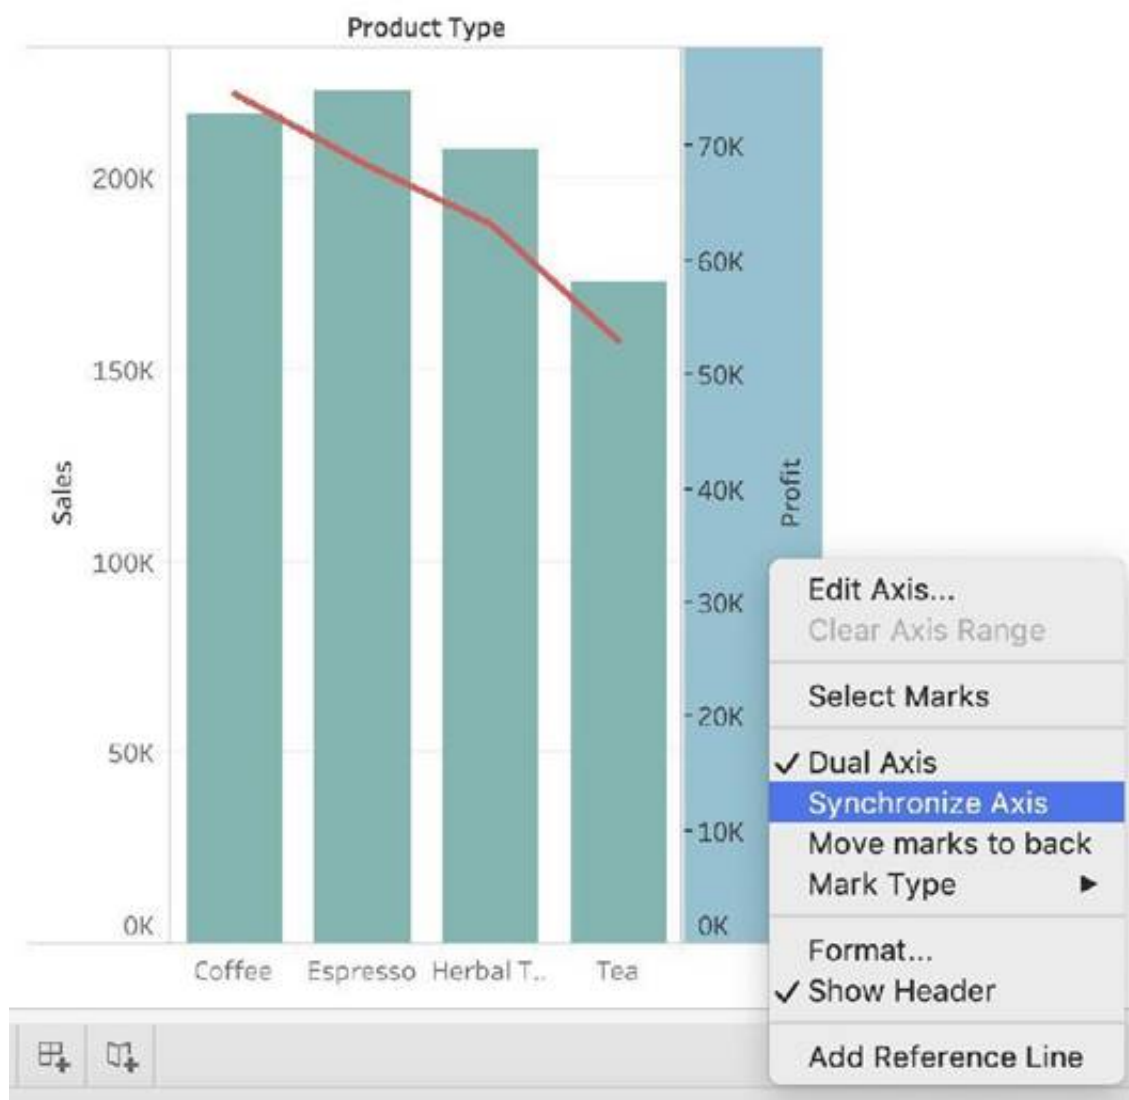 Product Type
200K
150K
100K
50K
0K
Sales
70K
60K
50K
40K
30K
20K
10K
0K
Profit
Coffee
Espresso
Herbal T..
Tea
Edit Axis...
Clear Axis Range
Select Marks
Dual Axis
Synchronize Axis
Move marks to back
Mark Type
Format...
Show Header
Add Reference Line